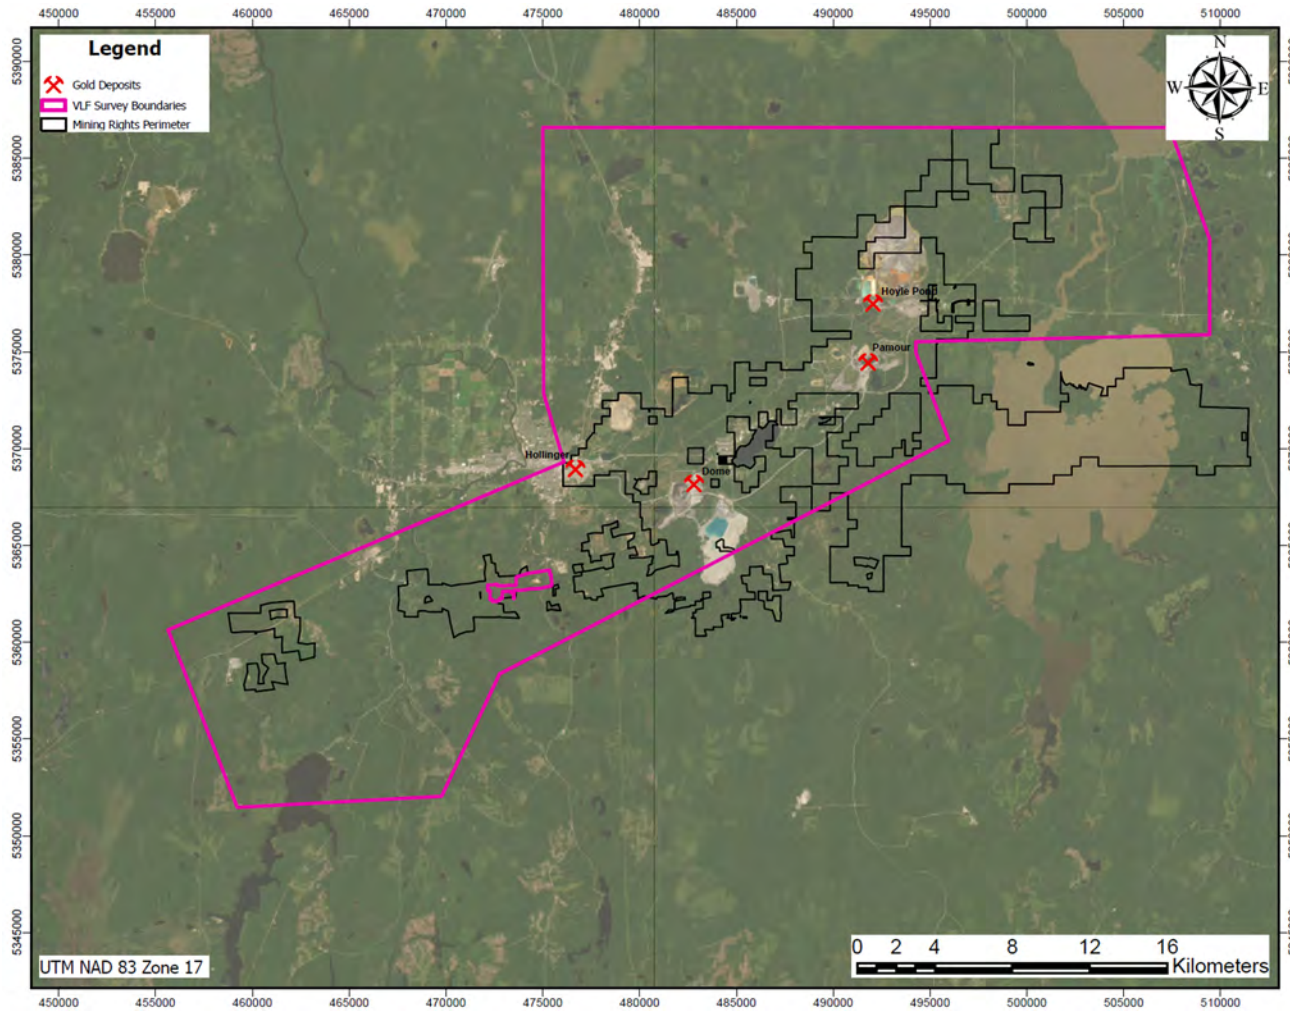 450000 455000 460000 465000 470000 475000 480000 485000 490000 495000 500000 505000 510000
Legend
Gold Deposits
VLF Survey Boundaries
Mining Rights Perimeter
N
W E
S
5390000
5385000
5380000
5375000
5370000
5365000
5360000
5355000
5350000
5345000
Hoyle Pond
Pamour
Hollinger
Dome
0 2 4 8 12 16
Kilometers
UTM NAD 83 Zone 17
450000 455000 460000 465000 470000 475000 480000 485000 490000 495000 500000 505000 510000